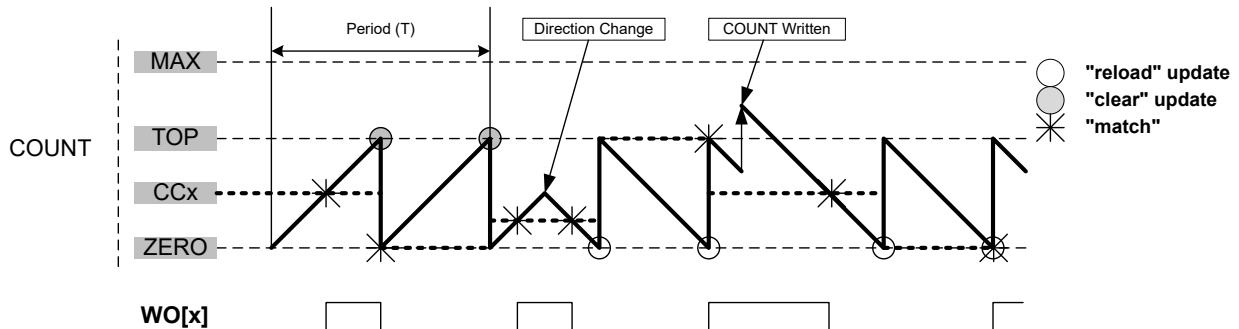 Period (T)
Direction Change
COUNT Written
MAX
"reload" update
"clear" update
TOP
"match"
COUNT
CCx
ZERO
WO[x]